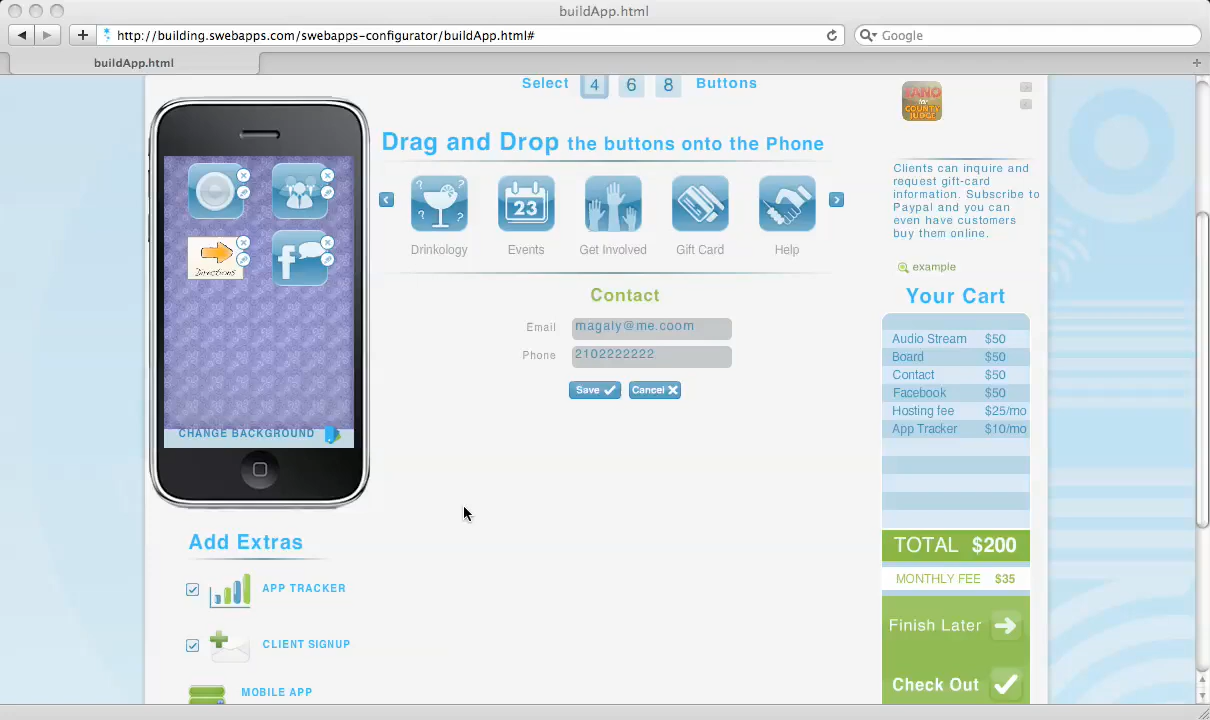 buildApp.html
http://building.swebapps.com/swebapps-configurator/buildApp.html#
Google
buildApp.html
Select 4 6 8 Buttons
FANO
for
COUNTY
JUDGE
Drag and Drop the buttons onto the Phone
? ? ? ?
23
Drinkology
Events
Get Involved
Gift Card
Help
Clients can inquire and
request gift-card
information. Subscribe to
Paypal and you can
even have customers
buy them online.
example
Directions
f
CHANGE BACKGROUND
Contact
Email magaly@me.coom
Phone 2102222222
Save Cancel
Your Cart
Audio Stream $50
Board $50
Contact $50
Facebook $50
Hosting fee $25/mo
App Tracker $10/mo
TOTAL $200
MONTHLY FEE $35
Finish Later
Check Out
Add Extras
APP TRACKER
CLIENT SIGNUP
MOBILE APP